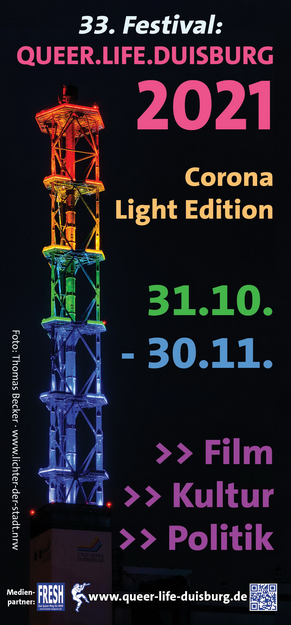 33. Festival:
QUEER.LIFE.DUISBURG
2021
Corona
Light Edition
31.10.
- 30.11.
>> Film
>> Kultur
>> Politik
Foto: Thomas Becker · www.lichter-der-stadt.nrw
Medien-
partner:
FRESH
www.queer-life-duisburg.de